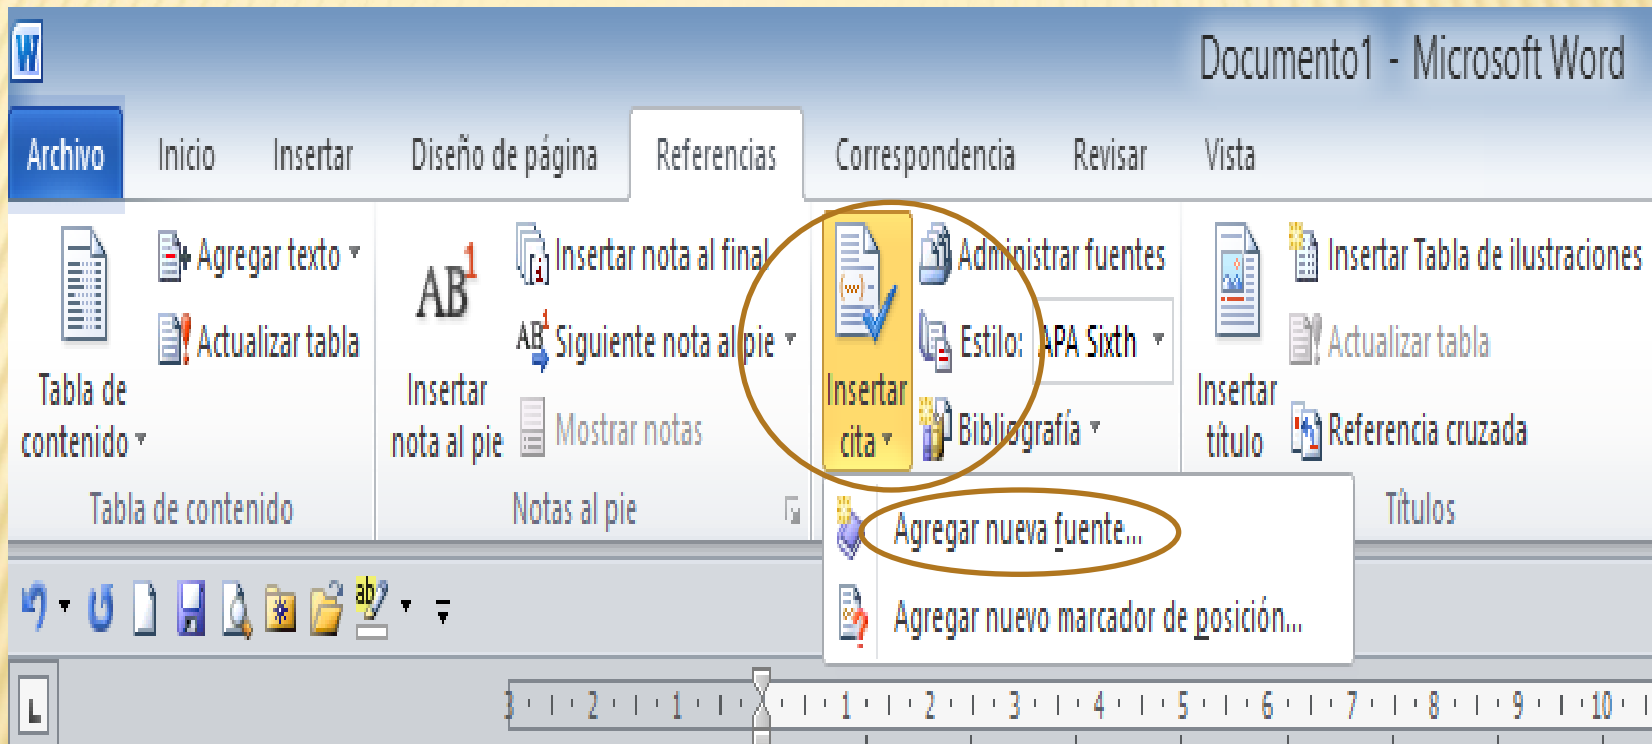 Documento1 - Microsoft Word
Archivo Inicio Insertar Diseño de página Referencias Correspondencia Revisar Vista
Tabla de
contenido
Agregar texto
Actualizar tabla
Tabla de contenido
AB1
Insertar
nota al pie
Insertar nota al final
Siguiente nota al pie
Mostrar notas
Notas al pie
Insertar
cita
Administrar fuentes
Estilo: APA Sixth
Bibliografía
Insertar
título
Insertar Tabla de ilustraciones
Actualizar tabla
Referencia cruzada
Títulos
Agregar nueva fuente...
Agregar nuevo marcador de posición...
3 2 1 1 2 3 4 5 6 7 8 9 10